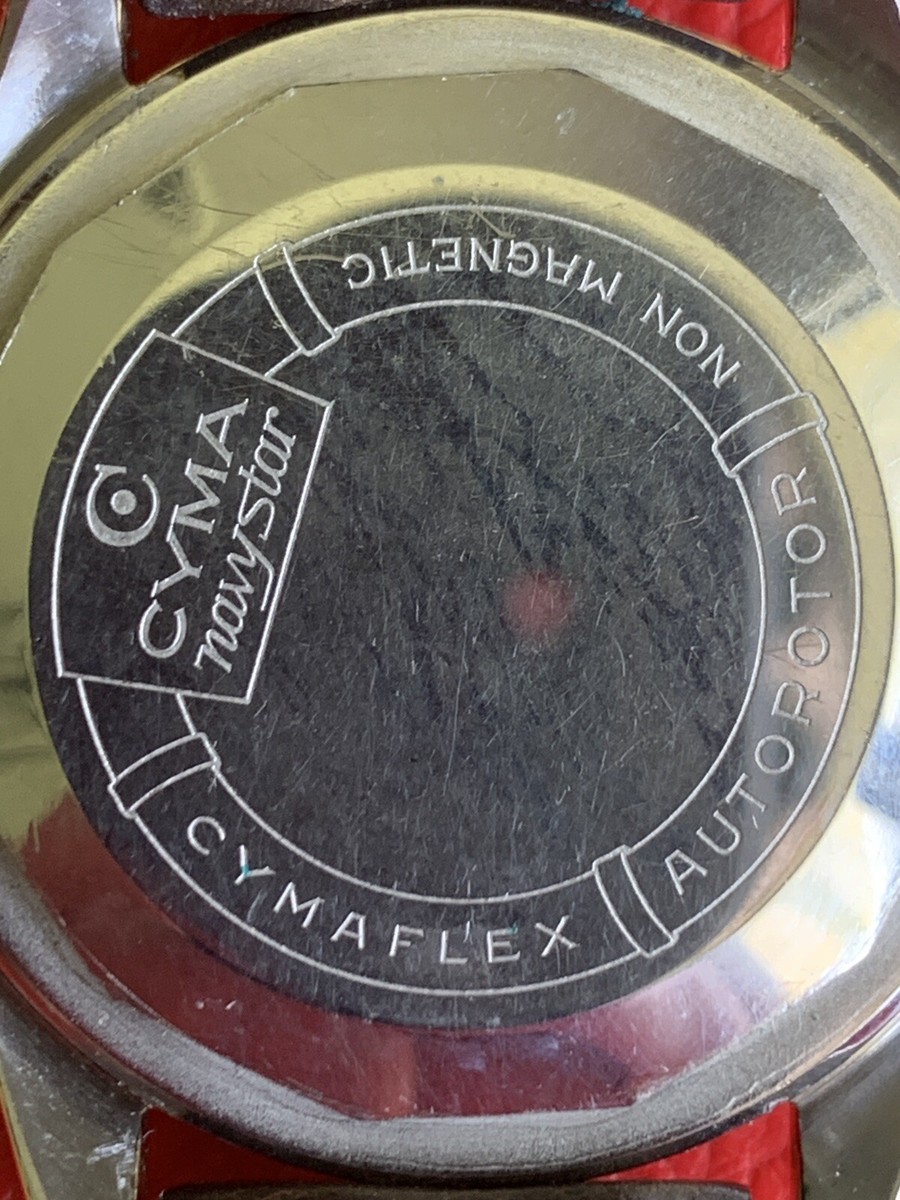 CYMA
navystar
CYMAFLEX
AUTOROTOR
NON MAGNETIC